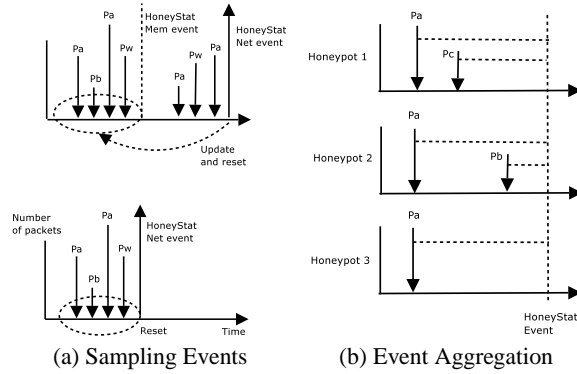 HoneyStat
Mem event
HoneyStat
Net event
Pa
Pa
Pw
Pb
Pa
Pw
Pa
Update
and reset
Number
of packets
Pa
Pa
Pw
Pb
HoneyStat
Net event
Reset
Time
(a) Sampling Events
Pa
Honeypot 1
Pc
Pa
Honeypot 2
Pb
Pa
Honeypot 3
HoneyStat
Event
(b) Event Aggregation